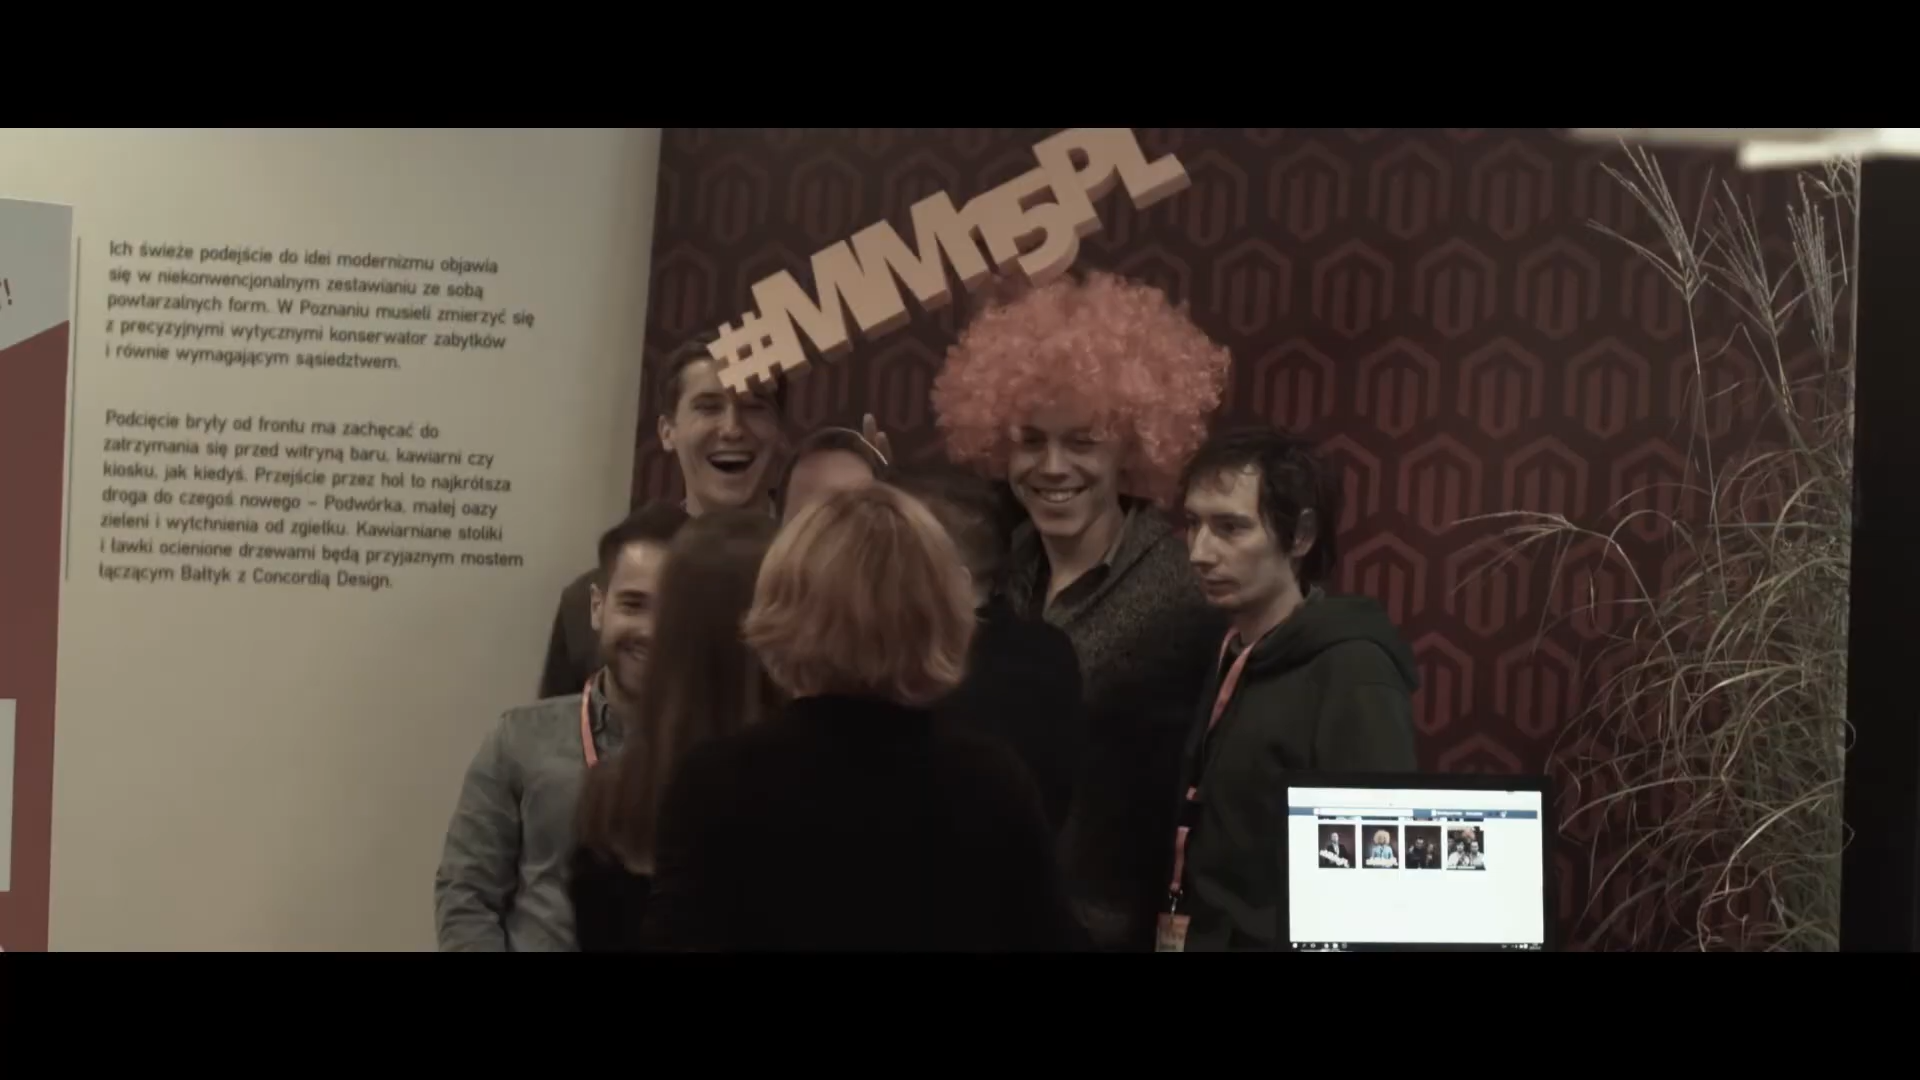 Ich świeże podejście do idei modernizmu objawia
się w niekonwencjonalnym zestawianiu ze sobą
powtarzalnych form. W Poznaniu musieli zmierzyć się
z precyzyjnymi wytycznymi konserwator zabytków
i równie wymagającym sąsiedztwem.
Podcięcie bryły od frontu ma zachęcać do
zatrzymania się przed witryną baru, kawiarni czy
kiosku, jak kiedyś. Przejście przez hol to najkrótsza
droga do czegoś nowego – Podwórka, małej oazy
zieleni i wytchnienia od zgiełku. Kawiarniane stoliki
i ławki ocienione drzewami będą przyjaznym mostem
łączącym Bałtyk z Concordią Design.
#MM15PL